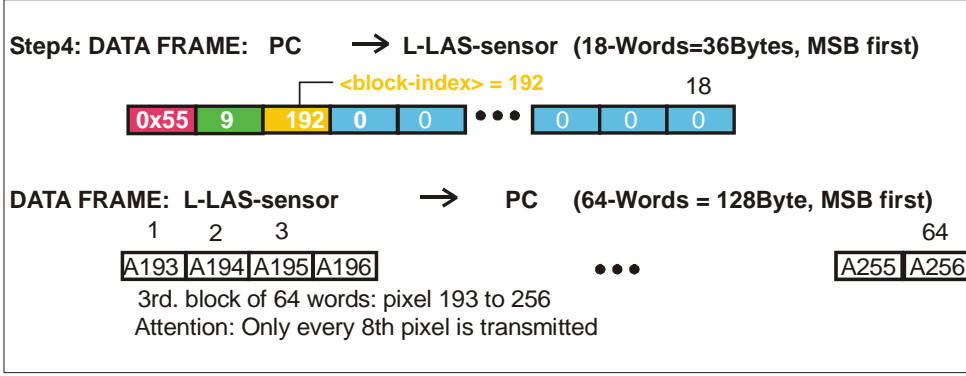 Step4: DATA FRAME: PC → L-LAS-sensor (18-Words=36Bytes, MSB first)
<block-index> = 192
18
0x55 9 192 0 0 ••• 0 0 0
DATA FRAME: L-LAS-sensor → PC (64-Words = 128Byte, MSB first)
1 2 3 64
A193 A194 A195 A196 ••• A255 A256
3rd. block of 64 words: pixel 193 to 256
Attention: Only every 8th pixel is transmitted